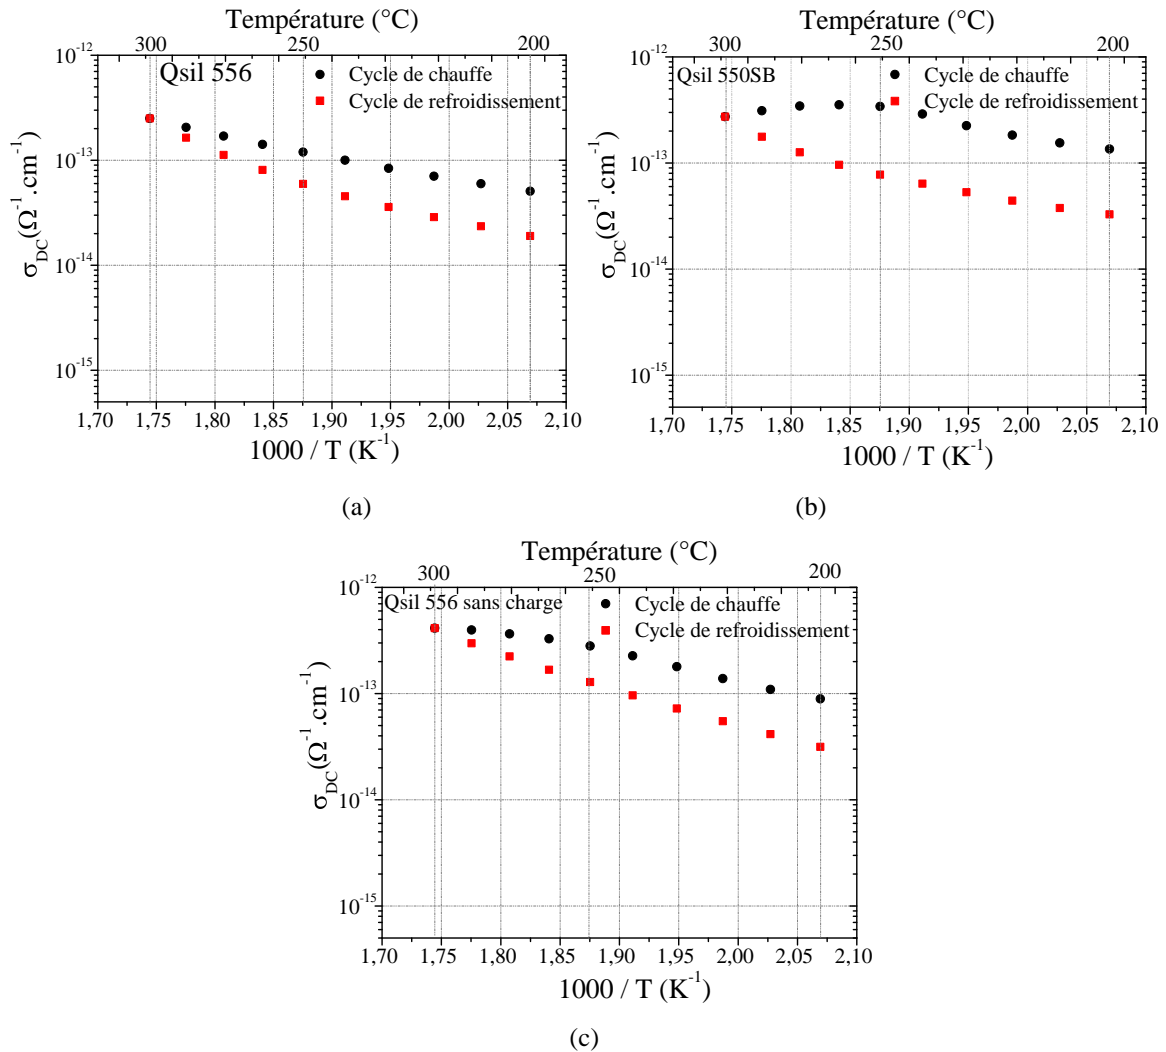 Température (°C)
300 250 200
10-12
Qsil 556
Cycle de chauffe
Cycle de refroidissement
10-13
10-14
10-15
σDC(Ω-1.cm-1)
1,70 1,75 1,80 1,85 1,90 1,95 2,00 2,05 2,10
1000 / T (K-1)
(a)
Température (°C)
300 250 200
10-12
Qsil 550SB
Cycle de chauffe
Cycle de refroidissement
10-13
10-14
10-15
σDC(Ω-1.cm-1)
1,70 1,75 1,80 1,85 1,90 1,95 2,00 2,05 2,10
1000 / T (K-1)
(b)
Température (°C)
300 250 200
10-12
Qsil 556 sans charge
Cycle de chauffe
Cycle de refroidissement
10-13
10-14
10-15
σDC(Ω-1.cm-1)
1,70 1,75 1,80 1,85 1,90 1,95 2,00 2,05 2,10
1000 / T (K-1)
(c)